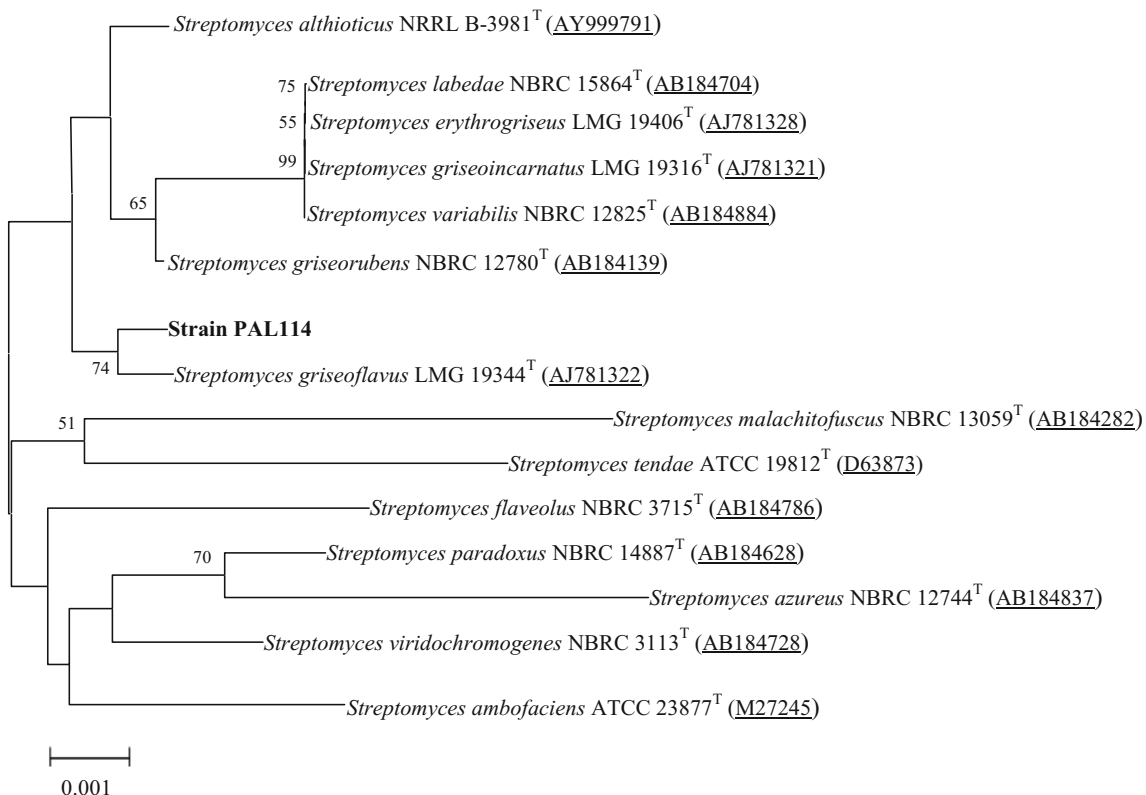 Streptomyces althioticus NRRL B-3981T (AY999791)
75 Streptomyces labedae NBRC 15864T (AB184704)
55 Streptomyces erythrogriseus LMG 19406T (AJ781328)
99 Streptomyces griseoincarnatus LMG 19316T (AJ781321)
65 Streptomyces variabilis NBRC 12825T (AB184884)
Streptomyces griseorubens NBRC 12780T (AB184139)
Strain PAL114
74 Streptomyces griseoflavus LMG 19344T (AJ781322)
51 Streptomyces malachitofuscus NBRC 13059T (AB184282)
Streptomyces tendae ATCC 19812T (D63873)
Streptomyces flaveolus NBRC 3715T (AB184786)
70 Streptomyces paradoxus NBRC 14887T (AB184628)
Streptomyces azureus NBRC 12744T (AB184837)
Streptomyces viridochromogenes NBRC 3113T (AB184728)
Streptomyces ambofaciens ATCC 23877T (M27245)
0.001